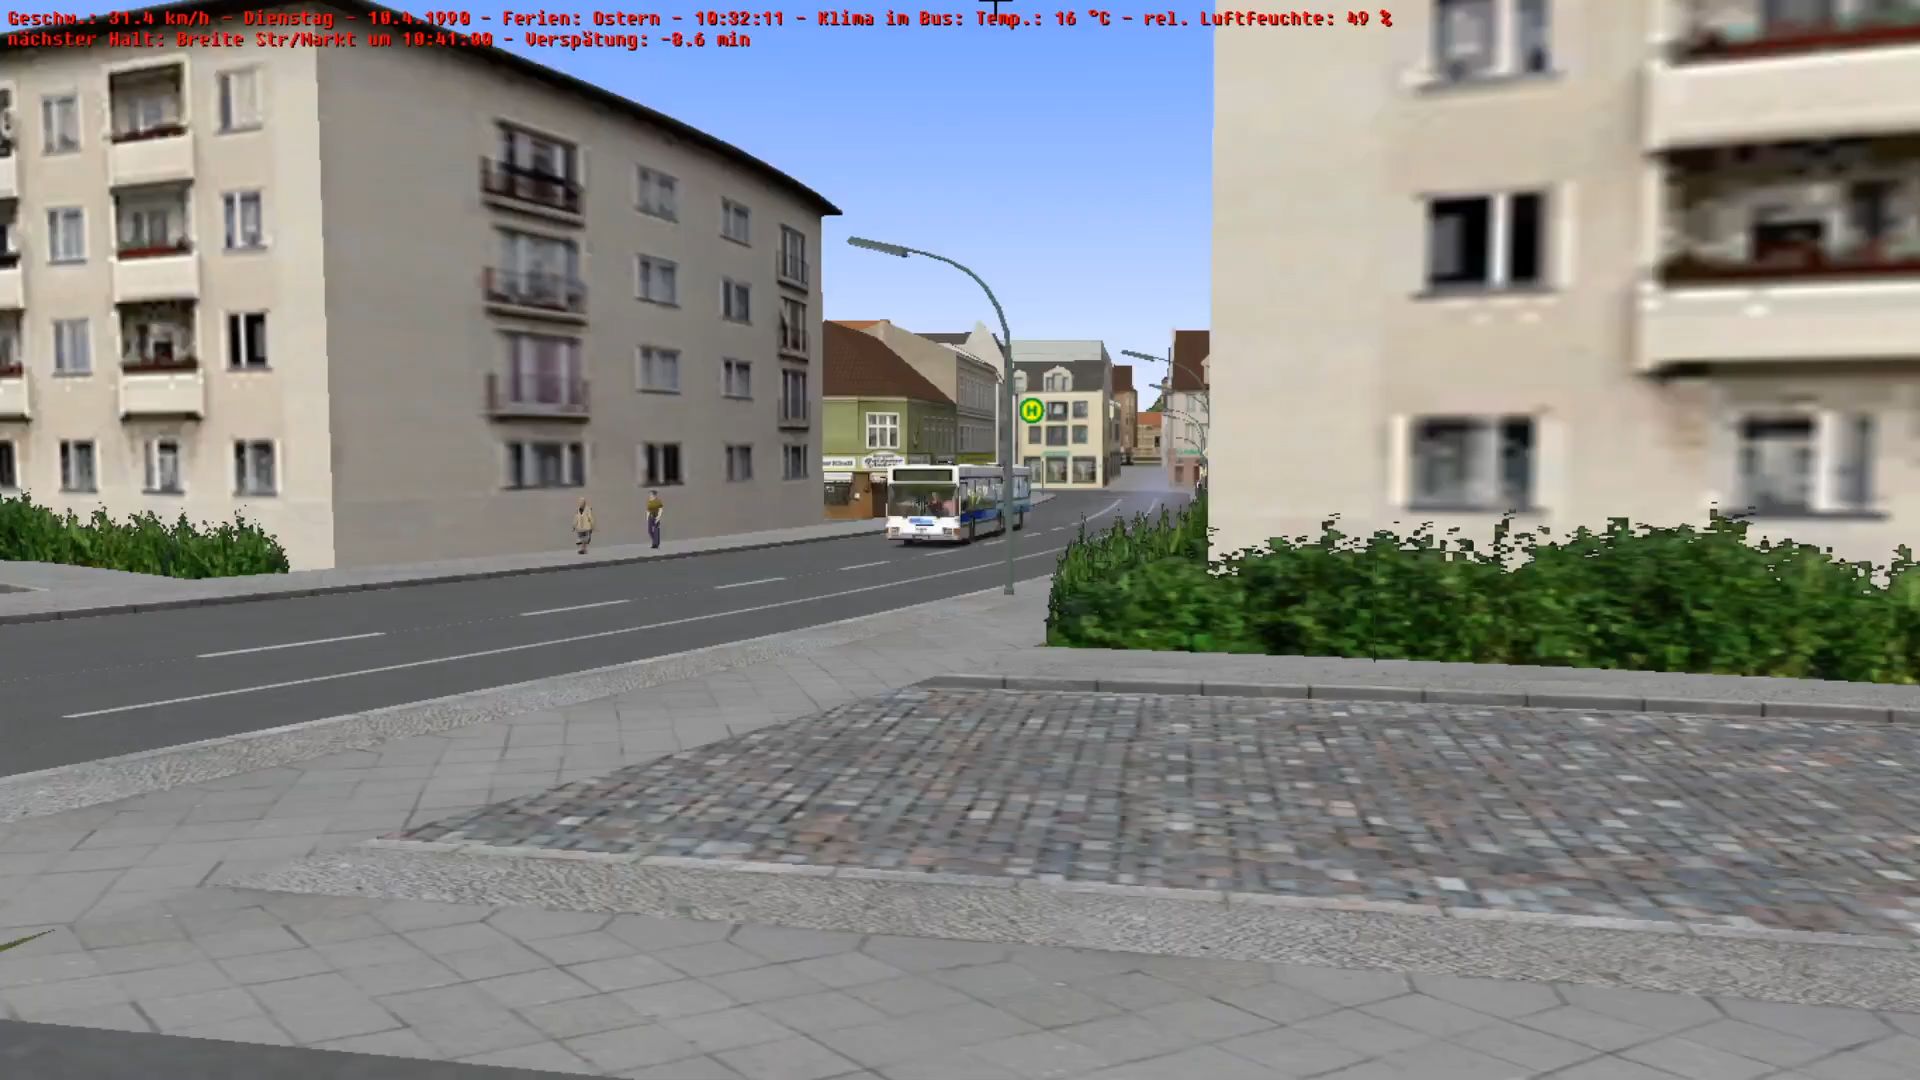 Geschw.: 31.4 km/h - Dienstag - 10.4.1990 - Ferien: Ostern - 10:32:11 - Klima im Bus: Temp.: 16 °C - rel. Luftfeuchte: 49 %
nächster Halt: Breite Str/Markt um 10:41:00 - Verspätung: -8.6 min
H